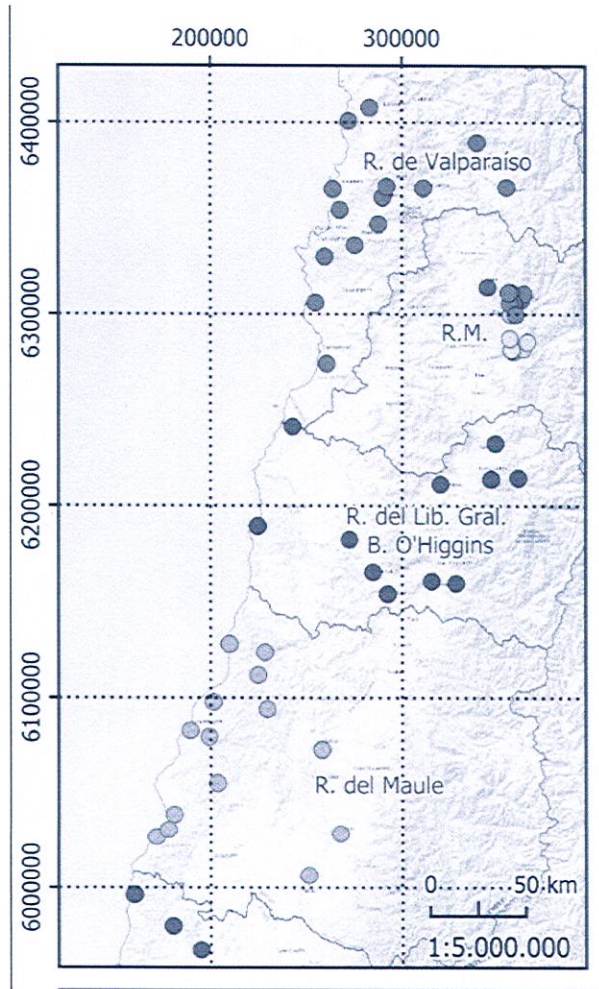 200000 300000
6400000
R. de Valparaíso
6300000
R.M.
6200000
R. del Lib. Gral.
B. O'Higgins
6100000
R. del Maule
6000000
0 50 km
1:5.000.000